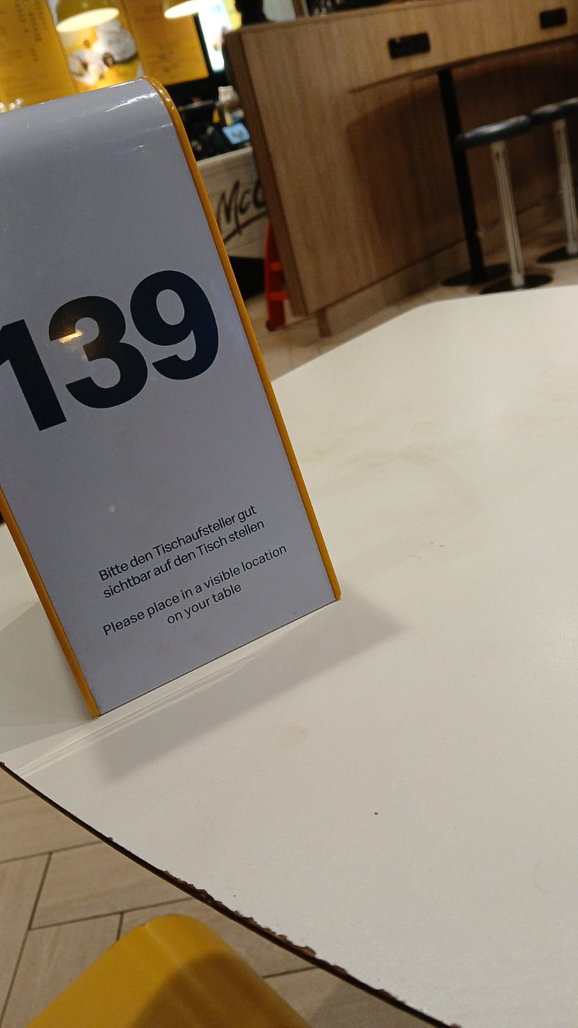 139
Bitte den Tischaufsteller gut
sichtbar auf den Tisch stellen
Please place in a visible location
on your table